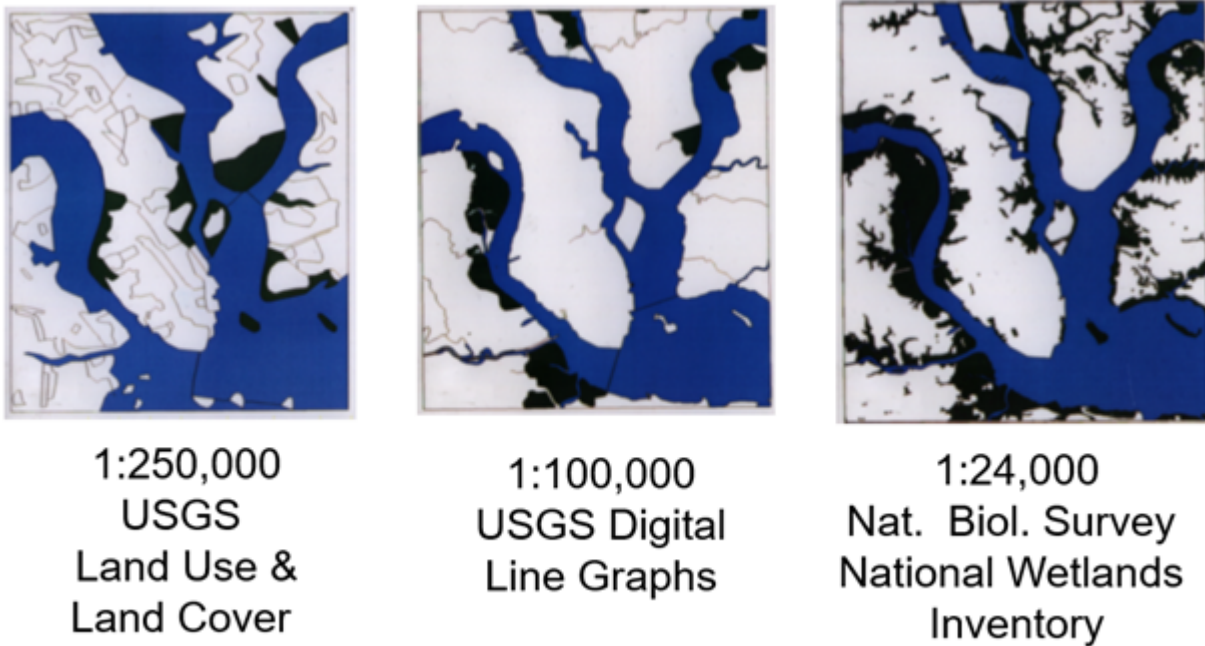 1:250,000
USGS
Land Use &
Land Cover
1:100,000
USGS Digital
Line Graphs
1:24,000
Nat. Biol. Survey
National Wetlands
Inventory